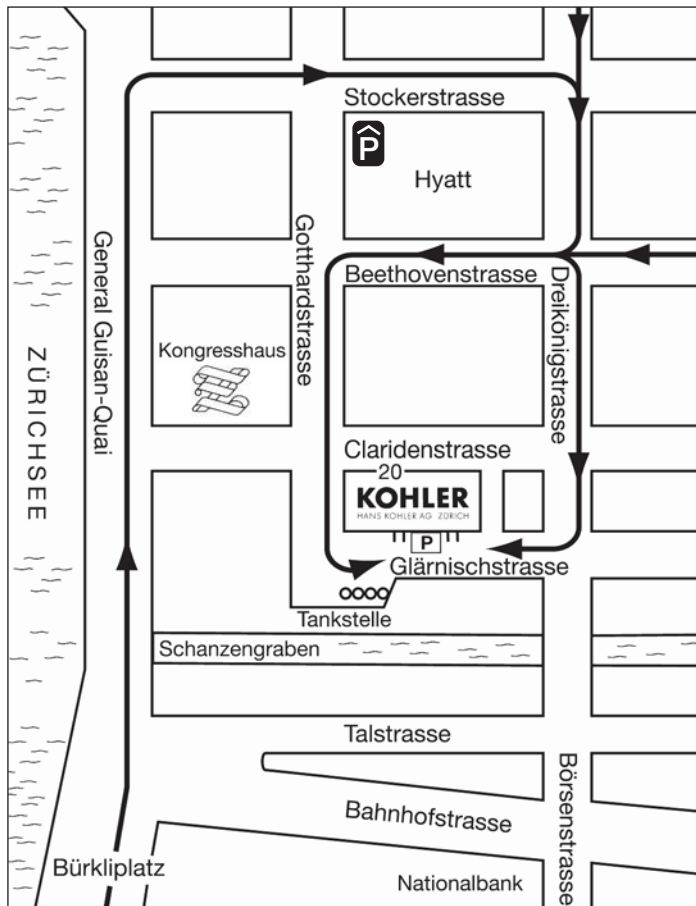 Stockerstrasse
P
Hyatt
General Guisan-Quai
Gotthardstrasse
Beethovenstrasse
Dreikönigstrasse
Kongresshaus
ZÜRICHSEE
Claridenstrasse
20
KOHLER
HANS KOHLER AG ZÜRICH
P
Glärnischstrasse
Tankstelle
Schanzengraben
Talstrasse
Börsenstrasse
Bahnhofstrasse
Bürkliplatz
Nationalbank